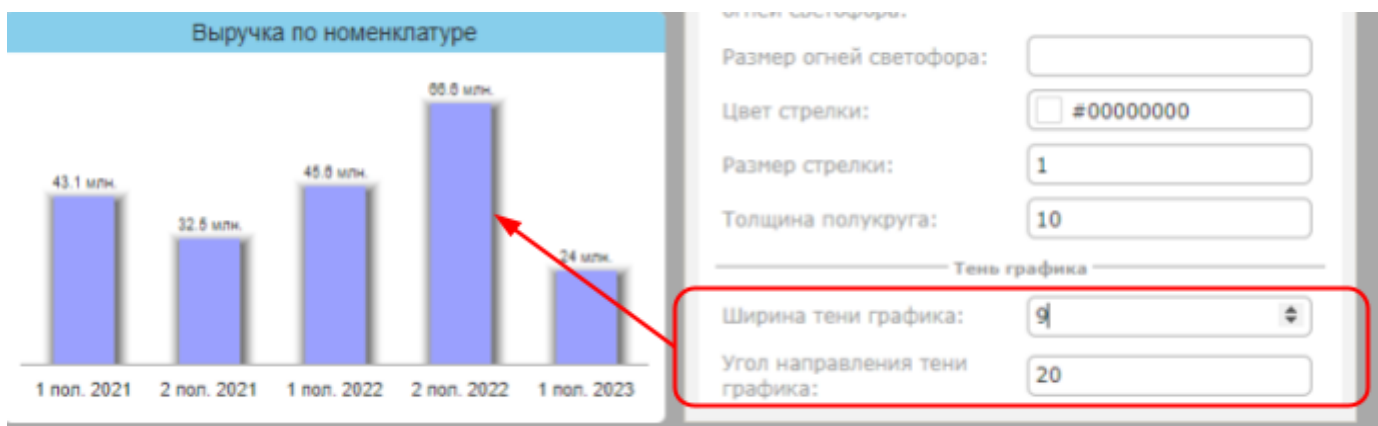 Выручка по номенклатуре
66.6 млн.
43.1 млн.
45.6 млн.
32.5 млн.
24 млн.
1 пол. 2021 2 пол. 2021 1 пол. 2022 2 пол. 2022 1 пол. 2023
огней светофора:
Размер огней светофора:
Цвет стрелки: #00000000
Размер стрелки: 1
Толщина полукруга: 10
Тень графика
Ширина тени графика: 9
Угол направления тени
графика: 20